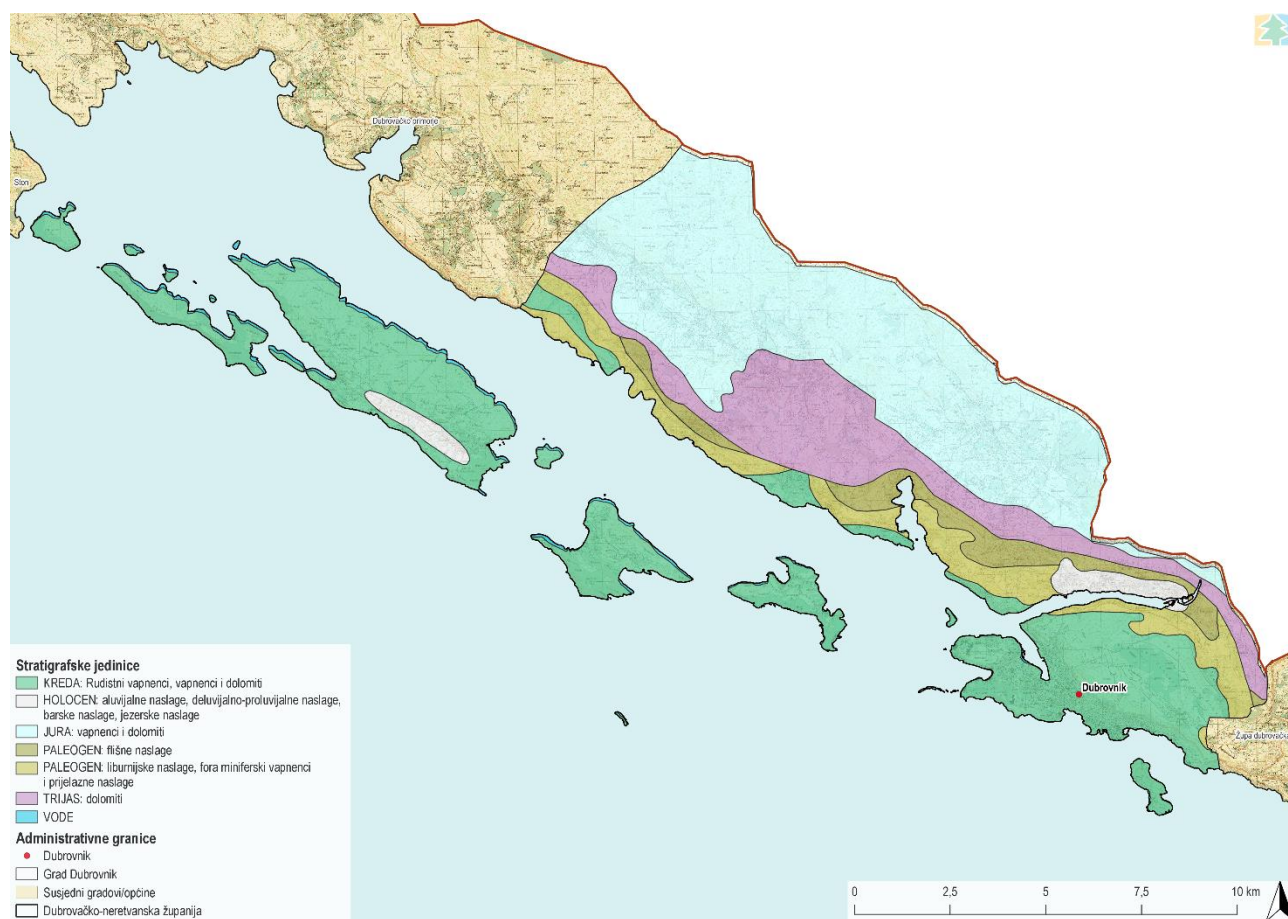 Dubrovačko primorje
Ston
Dubrovnik
Župa dubrovačka
Stratigrafske jedinice
KREDA: Rudistni vapnenci, vapnenci i dolomiti
HOLOCEN: aluvijalne naslage, deluvijalno-proluvijalne naslage,
barske naslage, jezerske naslage
JURA: vapnenci i dolomiti
PALEOGEN: flišne naslage
PALEOGEN: liburnijske naslage, fora miniferski vapnenci
i prijelazne naslage
TRIJAS: dolomiti
VODE
Administrativne granice
Dubrovnik
Grad Dubrovnik
Susjedni gradovi/općine
Dubrovačko-neretvanska županija
0 2,5 5 7,5 10 km